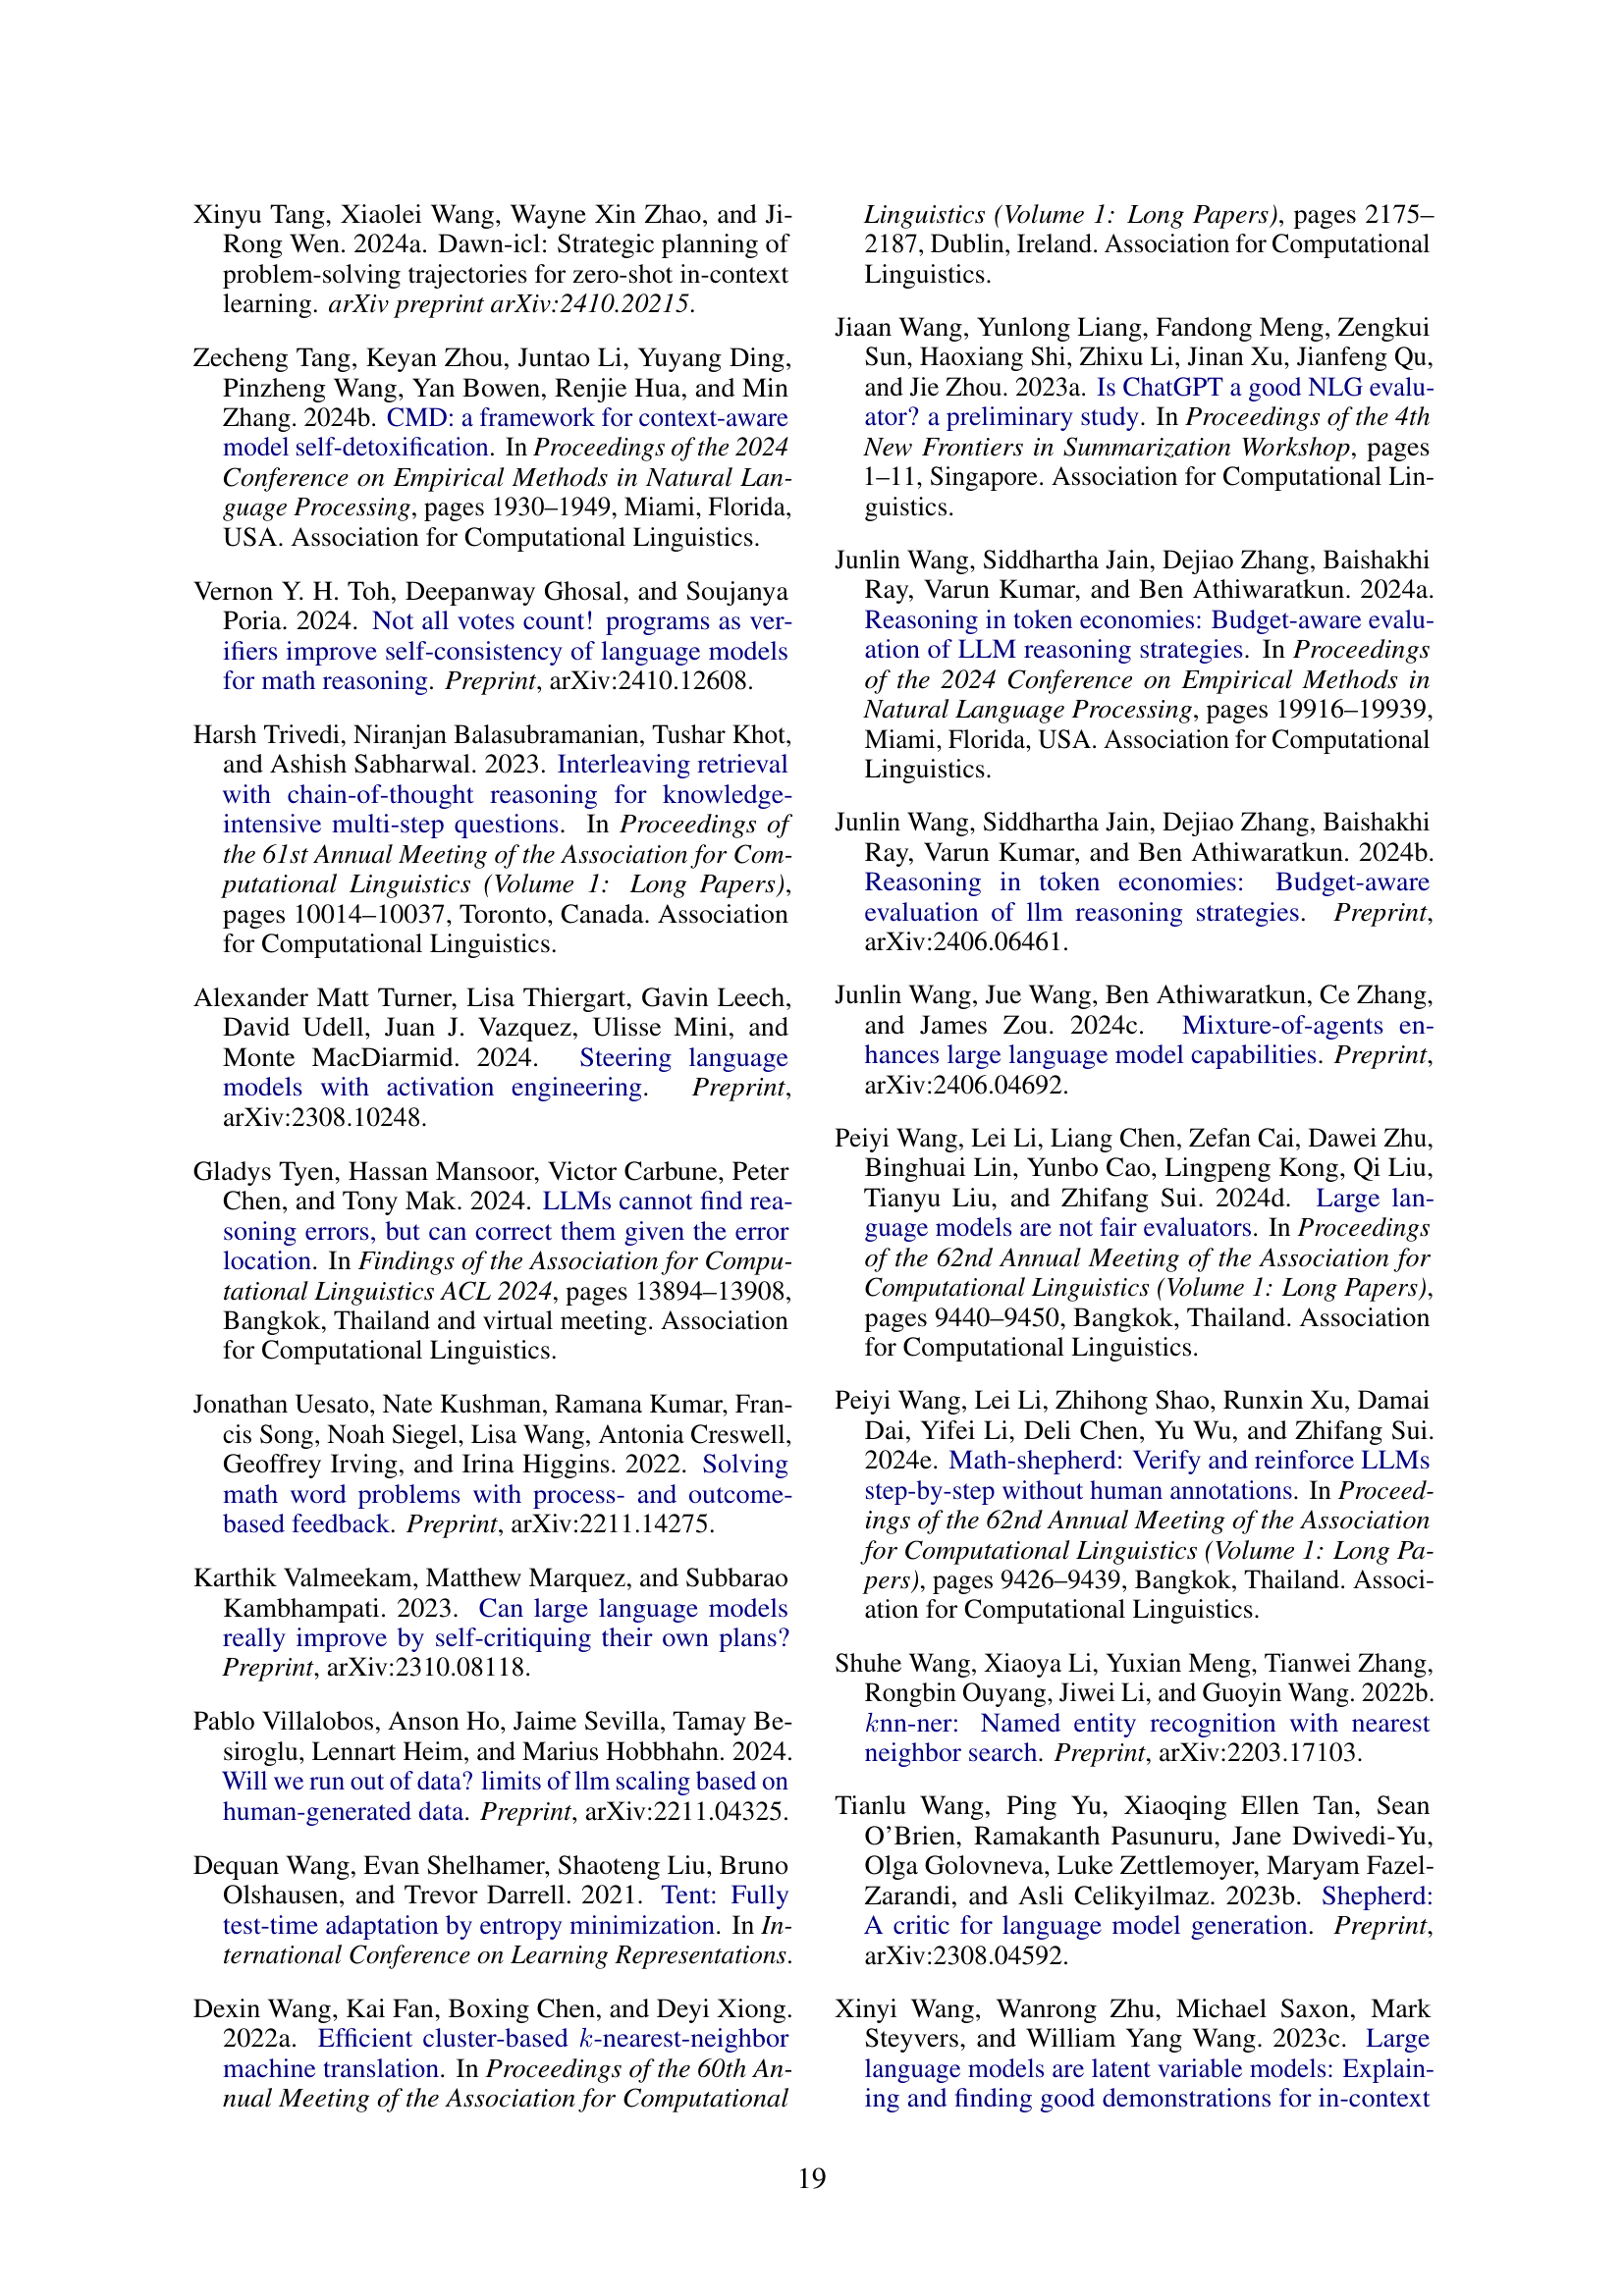 Xinyu Tang, Xiaolei Wang, Wayne Xin Zhao, and Ji-
Rong Wen. 2024a. Dawn-icl: Strategic planning of
problem-solving trajectories for zero-shot in-context
learning. arXiv preprint arXiv:2410.20215.
Zecheng Tang, Keyan Zhou, Juntao Li, Yuyang Ding,
Pinzheng Wang, Yan Bowen, Renjie Hua, and Min
Zhang. 2024b. CMD: a framework for context-aware
model self-detoxification. In Proceedings of the 2024
Conference on Empirical Methods in Natural Lan-
guage Processing, pages 1930–1949, Miami, Florida,
USA. Association for Computational Linguistics.
Vernon Y. H. Toh, Deepanway Ghosal, and Soujanya
Poria. 2024. Not all votes count! programs as ver-
ifiers improve self-consistency of language models
for math reasoning. Preprint, arXiv:2410.12608.
Harsh Trivedi, Niranjan Balasubramanian, Tushar Khot,
and Ashish Sabharwal. 2023. Interleaving retrieval
with chain-of-thought reasoning for knowledge-
intensive multi-step questions. In Proceedings of
the 61st Annual Meeting of the Association for Com-
putational Linguistics (Volume 1: Long Papers),
pages 10014–10037, Toronto, Canada. Association
for Computational Linguistics.
Alexander Matt Turner, Lisa Thiergart, Gavin Leech,
David Udell, Juan J. Vazquez, Ulisse Mini, and
Monte MacDiarmid. 2024. Steering language
models with activation engineering. Preprint,
arXiv:2308.10248.
Gladys Tyen, Hassan Mansoor, Victor Carbune, Peter
Chen, and Tony Mak. 2024. LLMs cannot find rea-
soning errors, but can correct them given the error
location. In Findings of the Association for Compu-
tational Linguistics ACL 2024, pages 13894–13908,
Bangkok, Thailand and virtual meeting. Association
for Computational Linguistics.
Jonathan Uesato, Nate Kushman, Ramana Kumar, Fran-
cis Song, Noah Siegel, Lisa Wang, Antonia Creswell,
Geoffrey Irving, and Irina Higgins. 2022. Solving
math word problems with process- and outcome-
based feedback. Preprint, arXiv:2211.14275.
Karthik Valmeekam, Matthew Marquez, and Subbarao
Kambhampati. 2023. Can large language models
really improve by self-critiquing their own plans?
Preprint, arXiv:2310.08118.
Pablo Villalobos, Anson Ho, Jaime Sevilla, Tamay Be-
siroglu, Lennart Heim, and Marius Hobbhahn. 2024.
Will we run out of data? limits of llm scaling based on
human-generated data. Preprint, arXiv:2211.04325.
Dequan Wang, Evan Shelhamer, Shaoteng Liu, Bruno
Olshausen, and Trevor Darrell. 2021. Tent: Fully
test-time adaptation by entropy minimization. In In-
ternational Conference on Learning Representations.
Dexin Wang, Kai Fan, Boxing Chen, and Deyi Xiong.
2022a. Efficient cluster-based k-nearest-neighbor
machine translation. In Proceedings of the 60th An-
nual Meeting of the Association for Computational
Linguistics (Volume 1: Long Papers), pages 2175–
2187, Dublin, Ireland. Association for Computational
Linguistics.
Jiaan Wang, Yunlong Liang, Fandong Meng, Zengkui
Sun, Haoxiang Shi, Zhixu Li, Jinan Xu, Jianfeng Qu,
and Jie Zhou. 2023a. Is ChatGPT a good NLG evalu-
ator? a preliminary study. In Proceedings of the 4th
New Frontiers in Summarization Workshop, pages
1–11, Singapore. Association for Computational Lin-
guistics.
Junlin Wang, Siddhartha Jain, Dejiao Zhang, Baishakhi
Ray, Varun Kumar, and Ben Athiwaratkun. 2024a.
Reasoning in token economies: Budget-aware evalu-
ation of LLM reasoning strategies. In Proceedings
of the 2024 Conference on Empirical Methods in
Natural Language Processing, pages 19916–19939,
Miami, Florida, USA. Association for Computational
Linguistics.
Junlin Wang, Siddhartha Jain, Dejiao Zhang, Baishakhi
Ray, Varun Kumar, and Ben Athiwaratkun. 2024b.
Reasoning in token economies: Budget-aware
evaluation of llm reasoning strategies. Preprint,
arXiv:2406.06461.
Junlin Wang, Jue Wang, Ben Athiwaratkun, Ce Zhang,
and James Zou. 2024c. Mixture-of-agents en-
hances large language model capabilities. Preprint,
arXiv:2406.04692.
Peiyi Wang, Lei Li, Liang Chen, Zefan Cai, Dawei Zhu,
Binghuai Lin, Yunbo Cao, Lingpeng Kong, Qi Liu,
Tianyu Liu, and Zhifang Sui. 2024d. Large lan-
guage models are not fair evaluators. In Proceedings
of the 62nd Annual Meeting of the Association for
Computational Linguistics (Volume 1: Long Papers),
pages 9440–9450, Bangkok, Thailand. Association
for Computational Linguistics.
Peiyi Wang, Lei Li, Zhihong Shao, Runxin Xu, Damai
Dai, Yifei Li, Deli Chen, Yu Wu, and Zhifang Sui.
2024e. Math-shepherd: Verify and reinforce LLMs
step-by-step without human annotations. In Proceed-
ings of the 62nd Annual Meeting of the Association
for Computational Linguistics (Volume 1: Long Pa-
pers), pages 9426–9439, Bangkok, Thailand. Associ-
ation for Computational Linguistics.
Shuhe Wang, Xiaoya Li, Yuxian Meng, Tianwei Zhang,
Rongbin Ouyang, Jiwei Li, and Guoyin Wang. 2022b.
knn-ner: Named entity recognition with nearest
neighbor search. Preprint, arXiv:2203.17103.
Tianlu Wang, Ping Yu, Xiaoqing Ellen Tan, Sean
O'Brien, Ramakanth Pasunuru, Jane Dwivedi-Yu,
Olga Golovneva, Luke Zettlemoyer, Maryam Fazel-
Zarandi, and Asli Celikyilmaz. 2023b. Shepherd:
A critic for language model generation. Preprint,
arXiv:2308.04592.
Xinyi Wang, Wanrong Zhu, Michael Saxon, Mark
Steyvers, and William Yang Wang. 2023c. Large
language models are latent variable models: Explain-
ing and finding good demonstrations for in-context
19